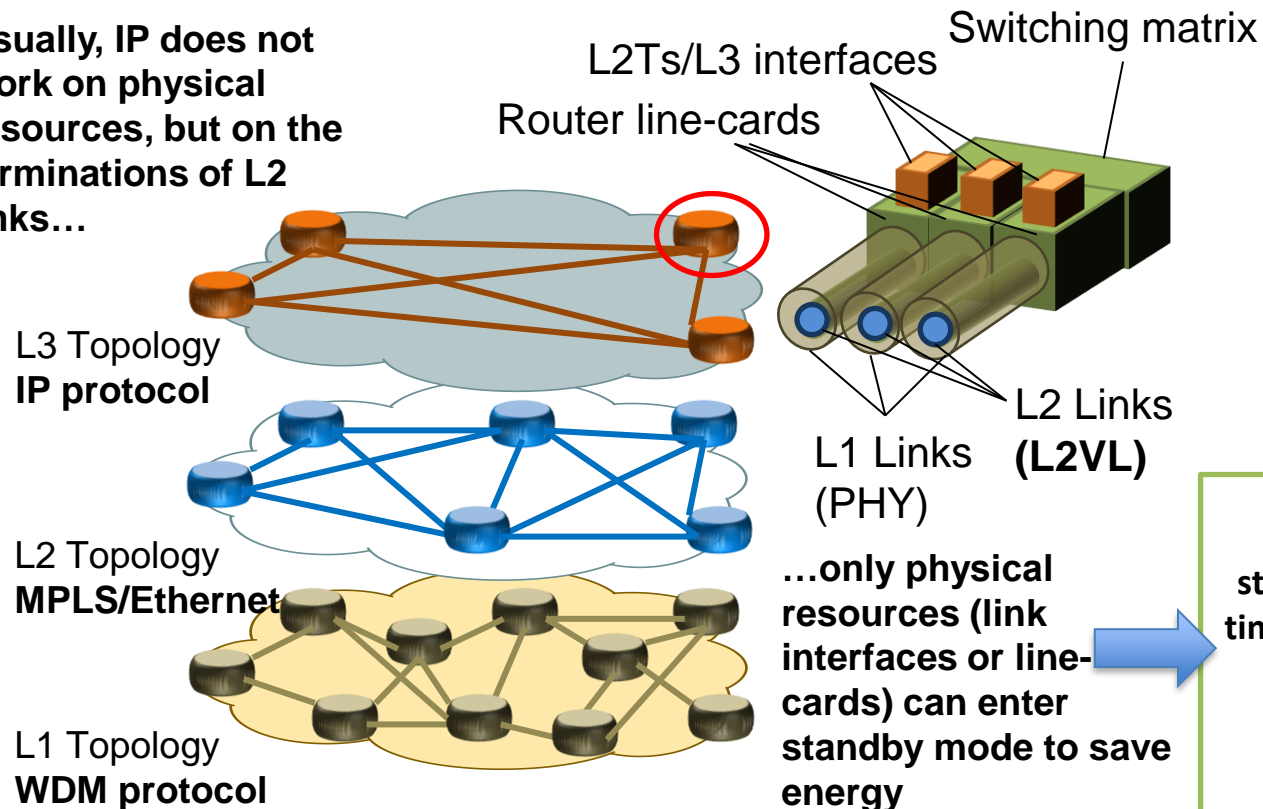 sually, IP does not
ork on physical
sources, but on the
rminations of L2
nks…
Switching matrix
L2Ts/L3 interfaces
Router line-cards
L3 Topology
IP protocol
L2 Links
(L2VL)
L1 Links
(PHY)
L2 Topology
MPLS/Ethernet
…only physical
resources (link
interfaces or line-
cards) can enter
standby mode to save
energy
st
tim
L1 Topology
WDM protocol